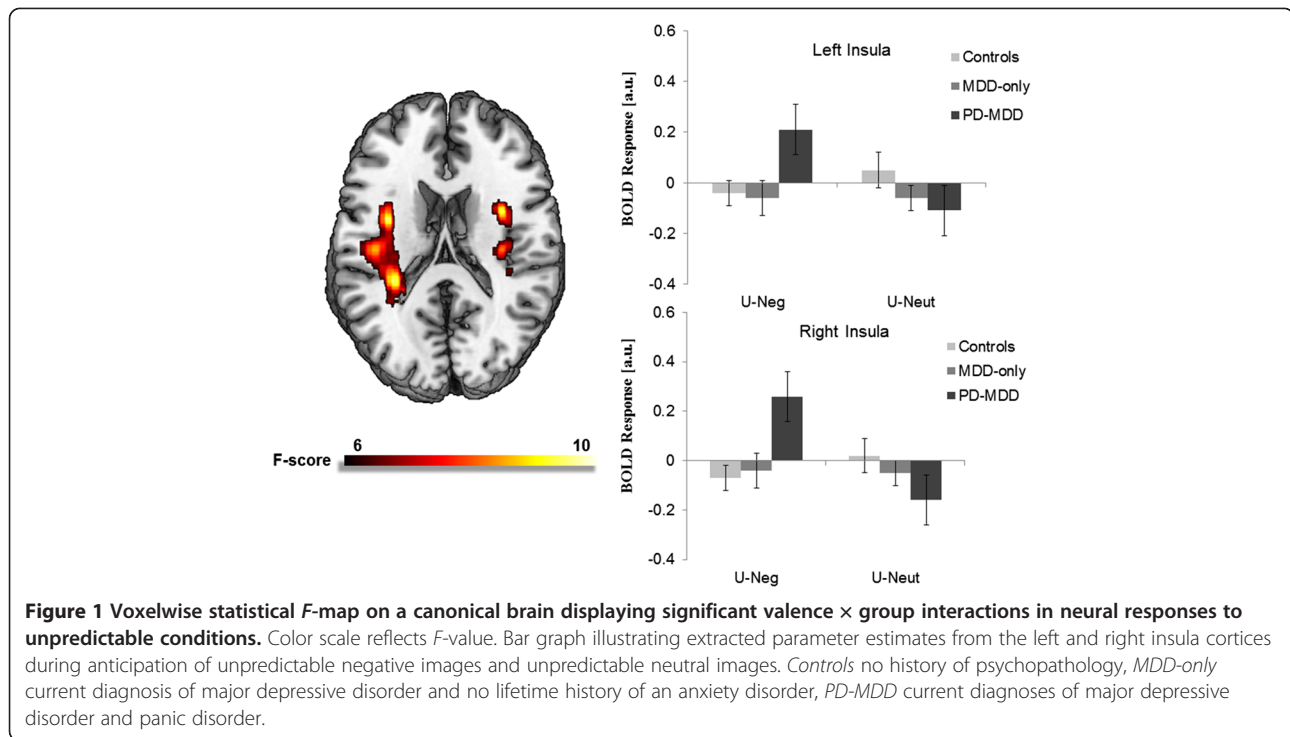 Left Insula
Controls
MDD-only
PD-MDD
BOLD Response [a.u.]
0.6
0.4
0.2
0
-0.2
-0.4
U-Neg U-Neut
Right Insula
Controls
MDD-only
PD-MDD
BOLD Response [a.u.]
0.6
0.4
0.2
0
-0.2
-0.4
U-Neg U-Neut
6 10
F-score
Figure 1 Voxelwise statistical F-map on a canonical brain displaying significant valence × group interactions in neural responses to
unpredictable conditions. Color scale reflects F-value. Bar graph illustrating extracted parameter estimates from the left and right insula cortices
during anticipation of unpredictable negative images and unpredictable neutral images. Controls no history of psychopathology, MDD-only
current diagnosis of major depressive disorder and no lifetime history of an anxiety disorder, PD-MDD current diagnoses of major depressive
disorder and panic disorder.